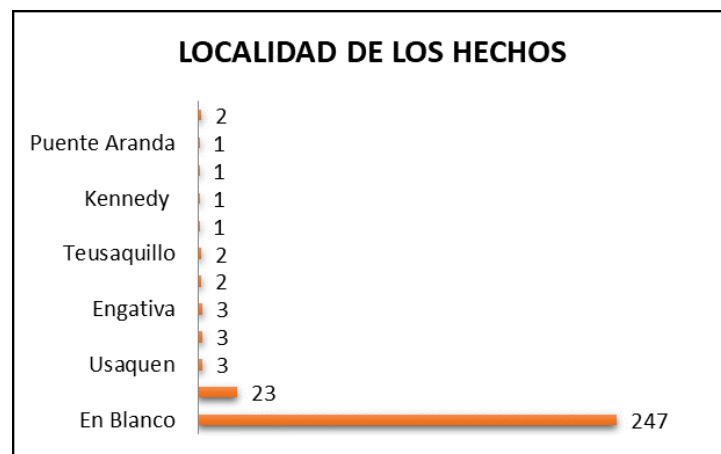 LOCALIDAD DE LOS HECHOS
2
Puente Aranda 1
1
Kennedy 1
1
Teusaquillo 2
2
Engativa 3
3
Usaquen 3
23
En Blanco 247